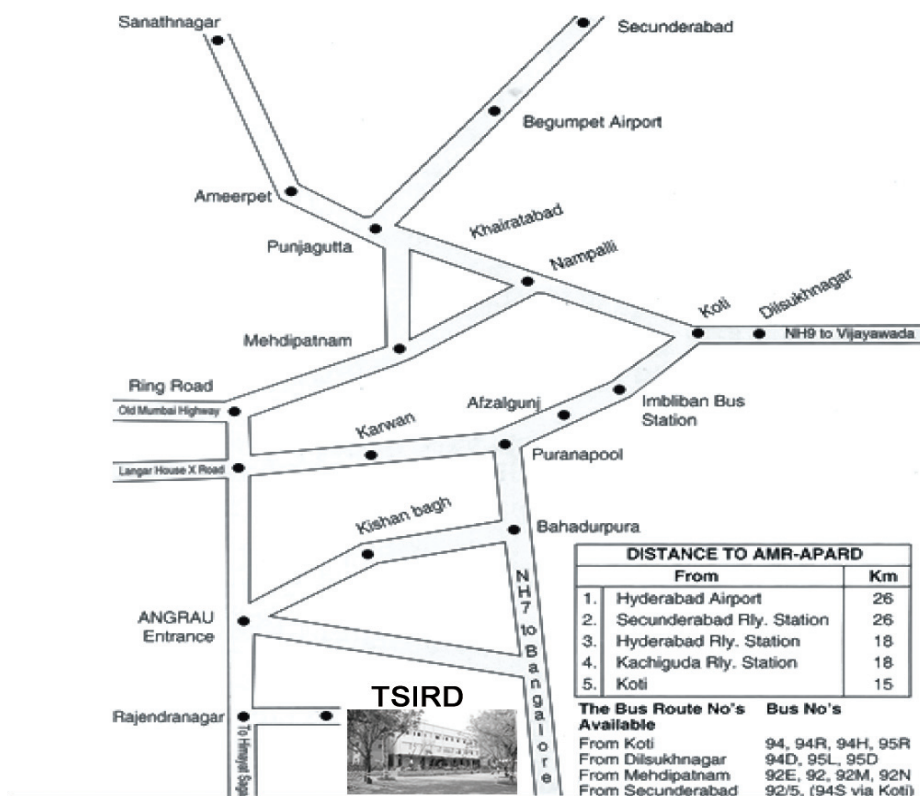 Sanathnagar
Secunderabad
Begumpet Airport
Ameerpet
Punjagutta
Khairatabad
Nampalli
Koti
Dilsukhnagar
NH9 to Vijayawada
Mehdipatnam
Ring Road
Old Mumbai Highway
Afzalgunj
Imbliban Bus
Station
Karwan
Langar House X Road
Puranapool
Kishan bagh
Bahadurpura
NH7 to Bangalore
ANGRAU
Entrance
Rajendranagar
TSIRD
DISTANCE TO AMR-APARD
From Km
1. Hyderabad Airport 26
2. Secunderabad Rly. Station 26
3. Hyderabad Rly. Station 18
4. Kachiguda Rly. Station 18
5. Koti 15
The Bus Route No's Bus No's
Available
From Koti 94, 94R, 94H, 95R
From Dilsukhnagar 94D, 95L, 95D
From Mehdipatnam 92E, 92, 92M, 92N
From Secunderabad 92/5, (94S via Koti)
To Himayat